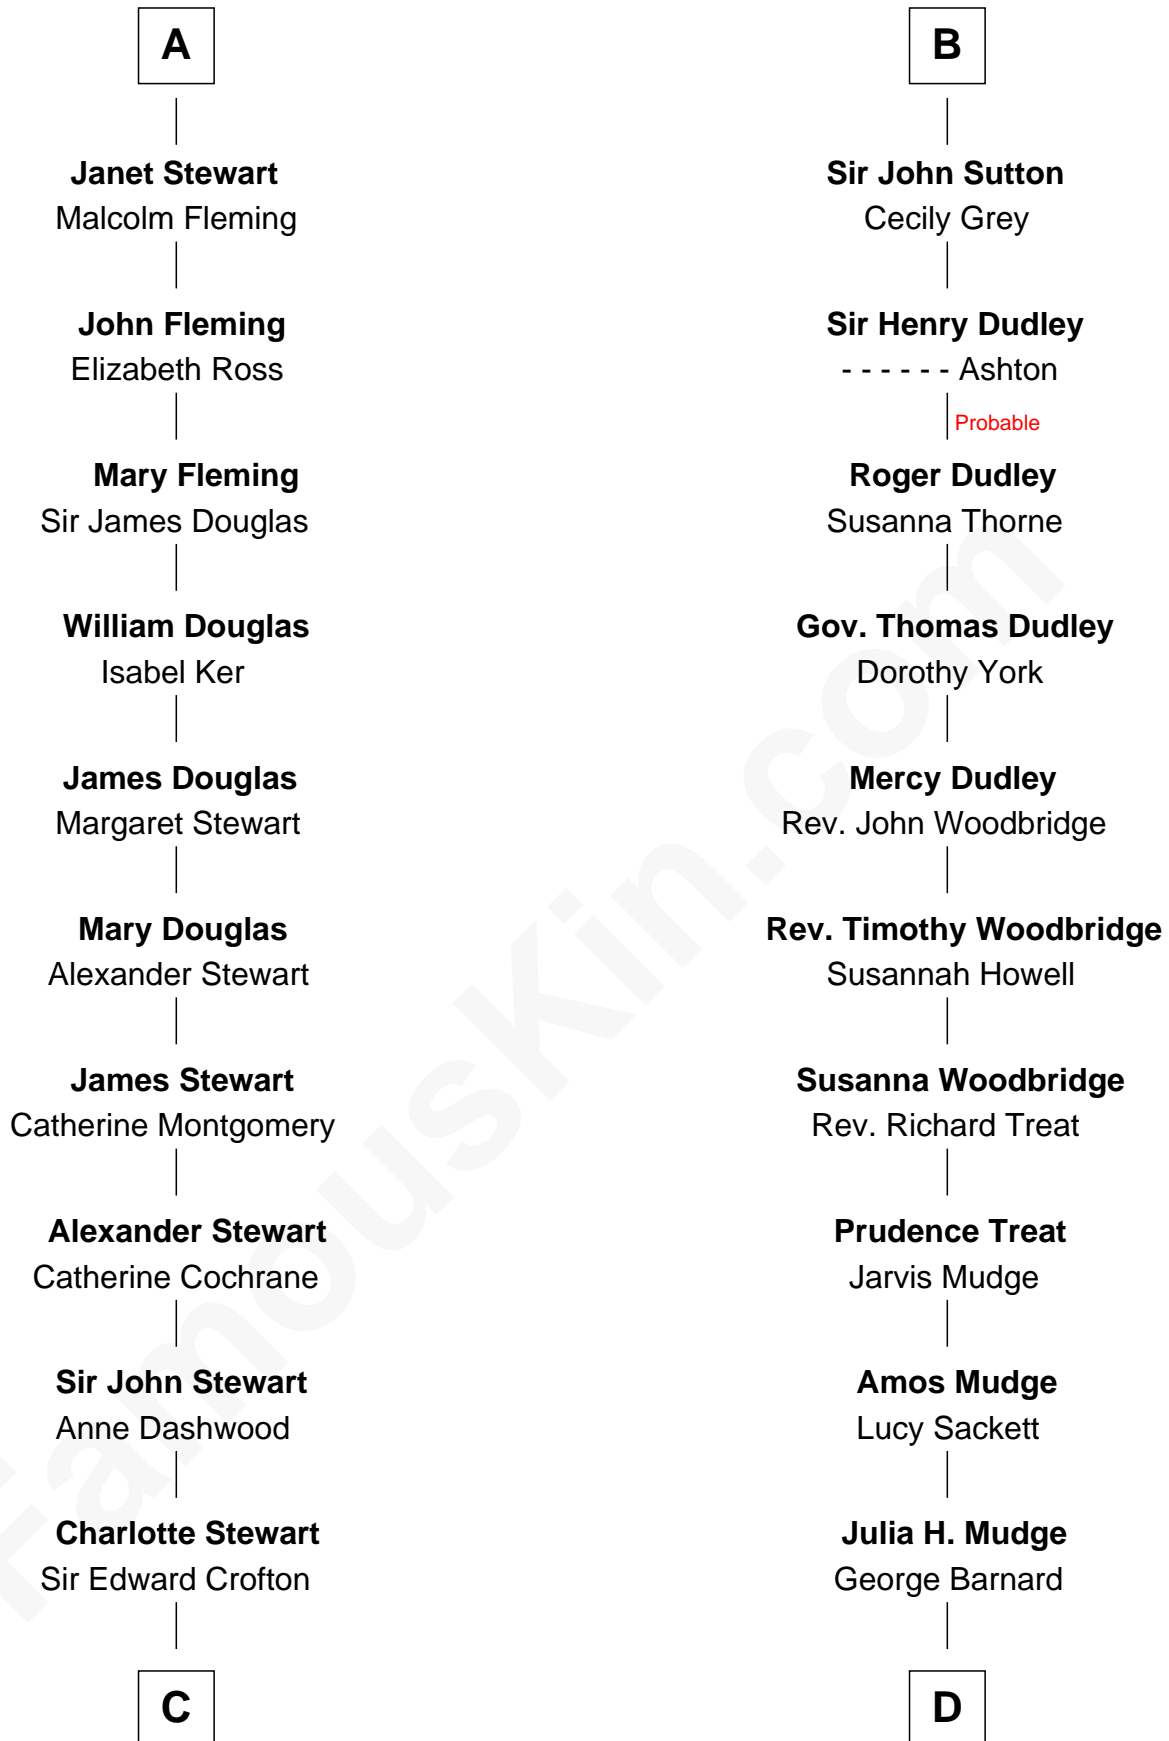 A
Janet Stewart
Malcolm Fleming
John Fleming
Elizabeth Ross
Mary Fleming
Sir James Douglas
William Douglas
Isabel Ker
James Douglas
Margaret Stewart
Mary Douglas
Alexander Stewart
James Stewart
Catherine Montgomery
Alexander Stewart
Catherine Cochrane
Sir John Stewart
Anne Dashwood
Charlotte Stewart
Sir Edward Crofton
C
B
Sir John Sutton
Cecily Grey
Sir Henry Dudley
- - - - - - Ashton
Probable
Roger Dudley
Susanna Thorne
Gov. Thomas Dudley
Dorothy York
Mercy Dudley
Rev. John Woodbridge
Rev. Timothy Woodbridge
Susannah Howell
Susanna Woodbridge
Rev. Richard Treat
Prudence Treat
Jarvis Mudge
Amos Mudge
Lucy Sackett
Julia H. Mudge
George Barnard
D
FamousKin.com